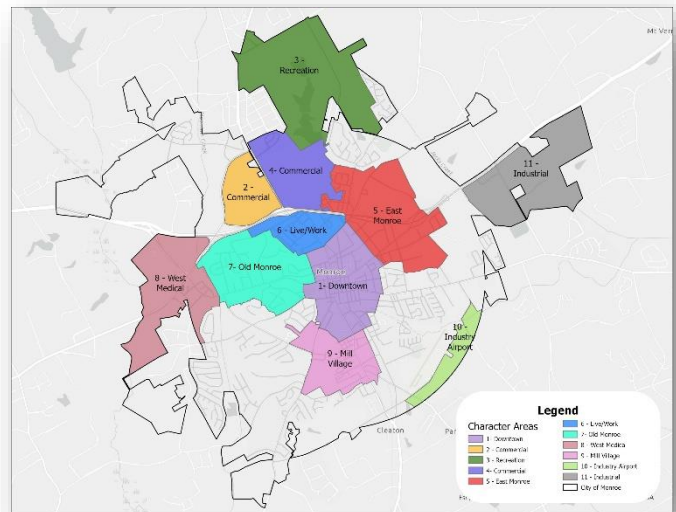 Mt Ver
3 -
Recreation
4- Commercial
2 -
Commercial
11 -
Industrial
5 - East
Monroe
6 - Live/Work
7- Old Monroe
Monroe
8 - West
Medical
1- Downtown
10 -
Industry
Airport
9 - Mill
Village
Cleaton
Legend
Character Areas
1- Downtown
2 - Commercial
3 - Recreation
4- Commercial
5 - East Monroe
6 - Live/Work
7- Old Monroe
8 - West Medica
9 - Mill Village
10 - Industry Airport
11 - Industrial
City of Monroe